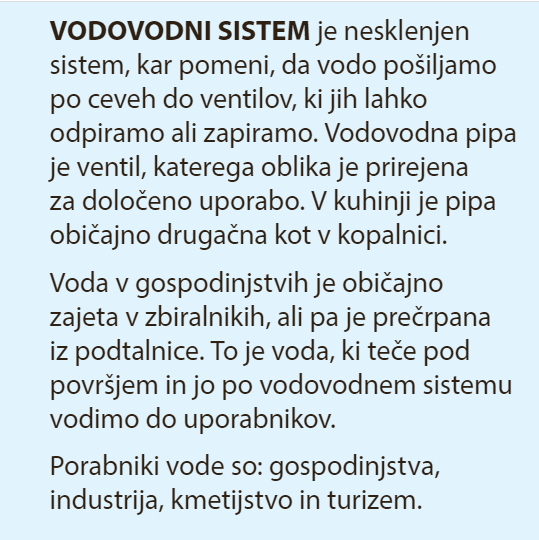 VODOVODNI SISTEM je nesklenjen
sistem, kar pomeni, da vodo pošiljamo
po ceveh do ventilov, ki jih lahko
odpiramo ali zapiramo. Vodovodna pipa
je ventil, katerega oblika je prirejena
za določeno uporabo. V kuhinji je pipa
običajno drugačna kot v kopalnici.
Voda v gospodinjstvih je običajno
zajeta v zbiralnikih, ali pa je prečrpana
iz podtalnice. To je voda, ki teče pod
površjem in jo po vodovodnem sistemu
vodimo do uporabnikov.
Porabniki vode so: gospodinjstva,
industrija, kmetijstvo in turizem.